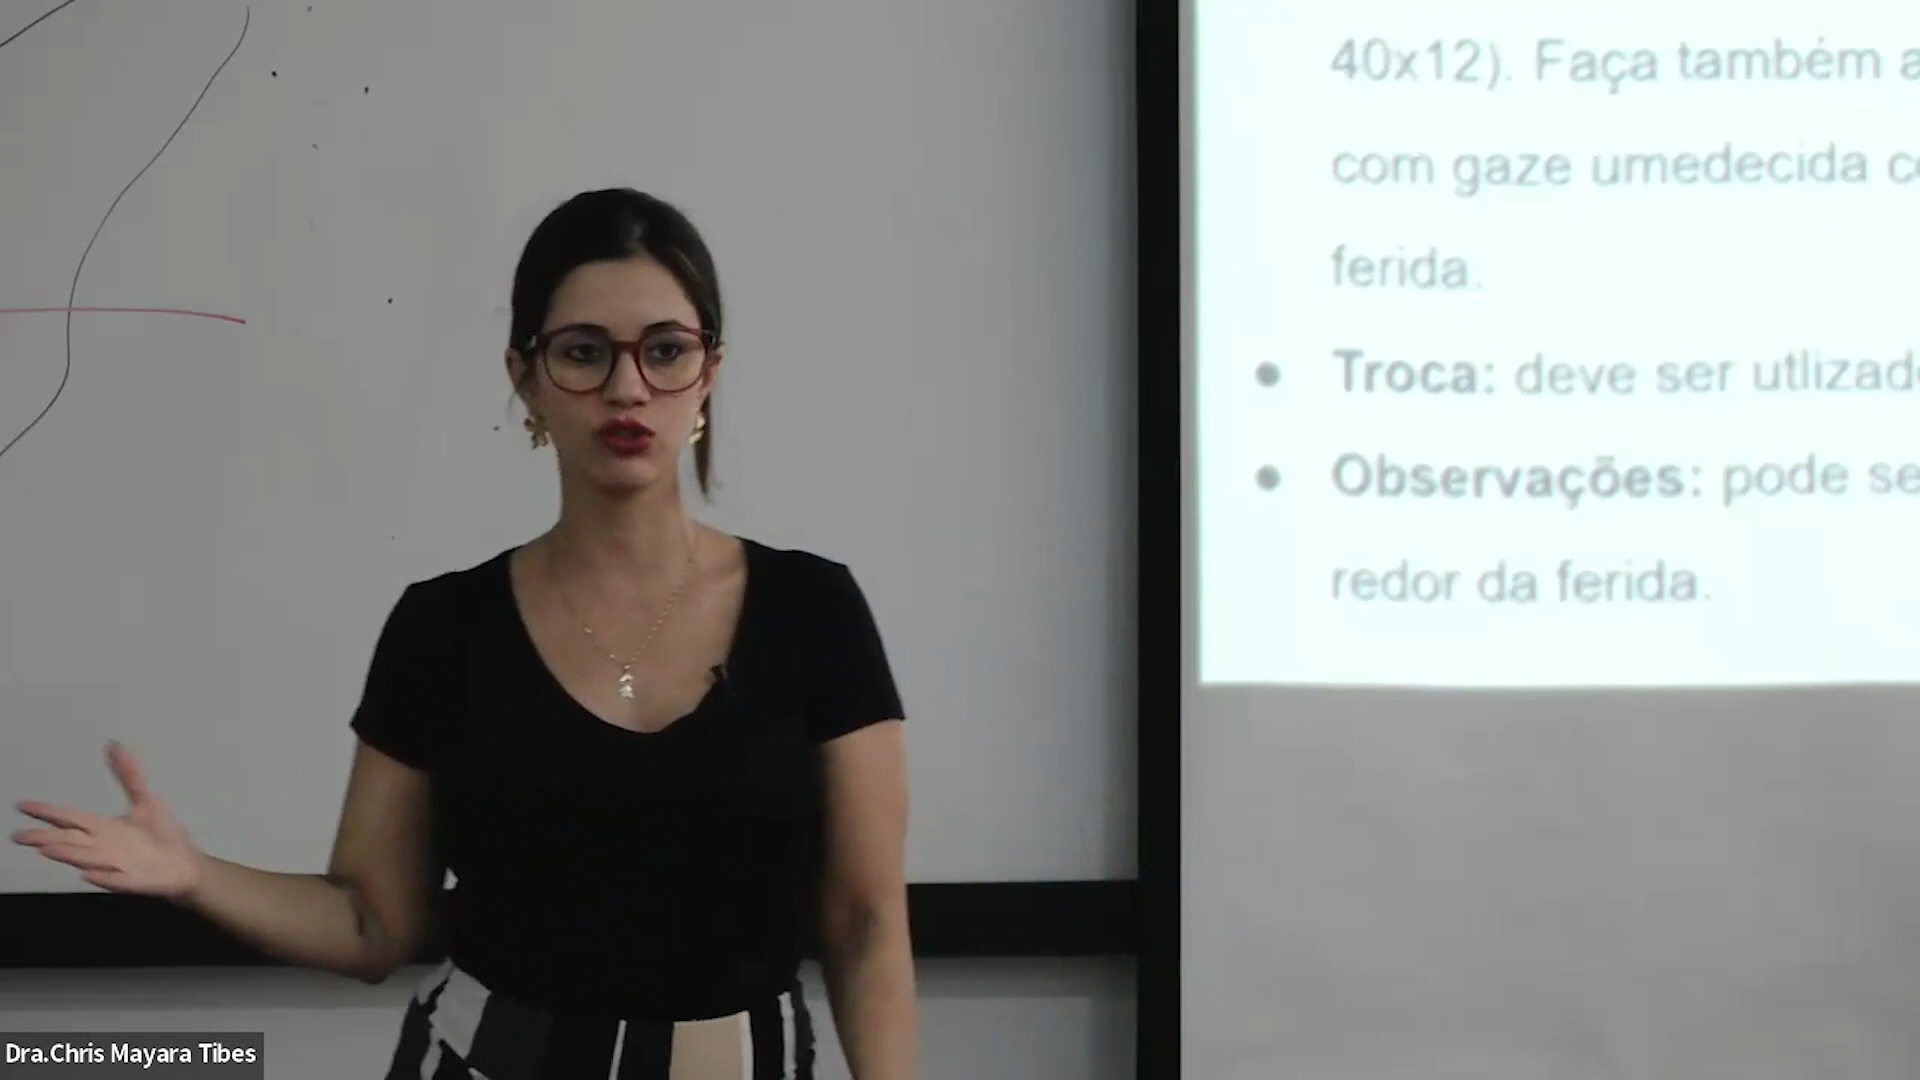 40x12). Faça também a
com gaze umedecida
ferida.
• Troca: deve ser utlizad
• Observações: pode se
redor da ferida.
Dra.Chris Mayara Tibes